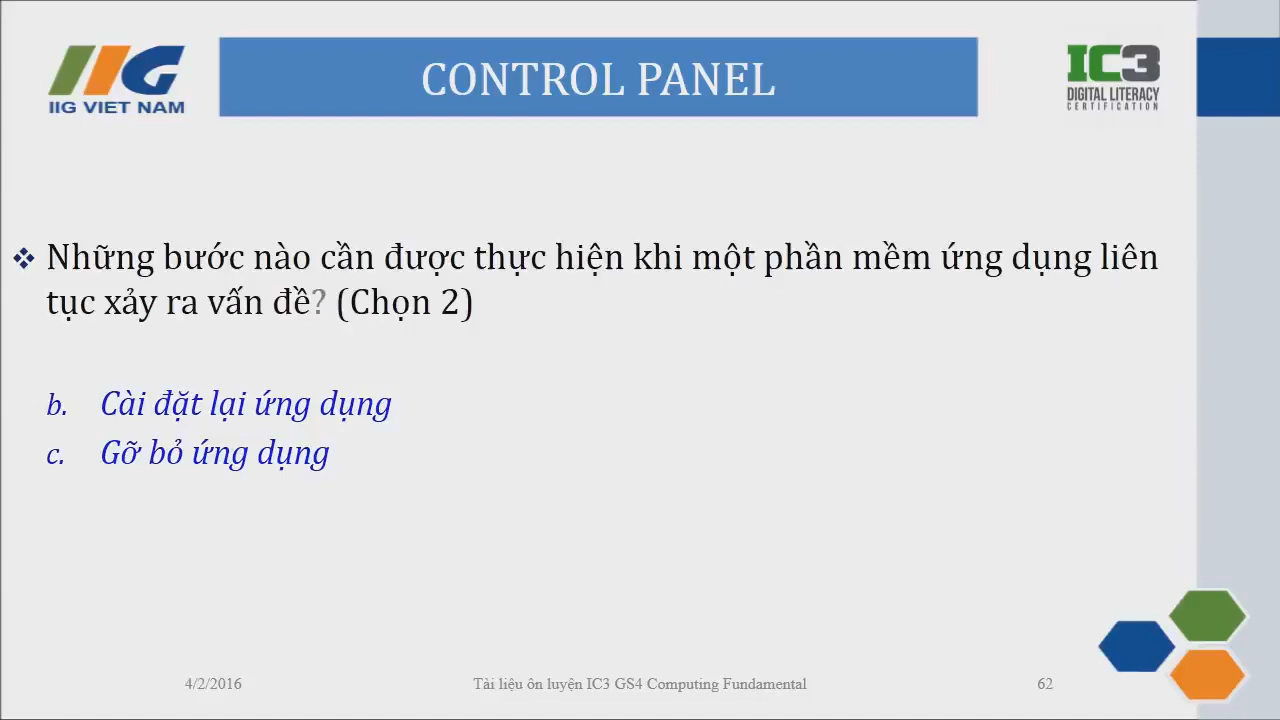 IIG VIET NAM
CONTROL PANEL
IC3
DIGITAL LITERACY
CERTIFICATION
Những bước nào cần được thực hiện khi một phần mềm ứng dụng liên
tục xảy ra vấn đề? (Chọn 2)
b. Cài đặt lại ứng dụng
c. Gỡ bỏ ứng dụng
4/2/2016 Tài liệu ôn luyện IC3 GS4 Computing Fundamental 62